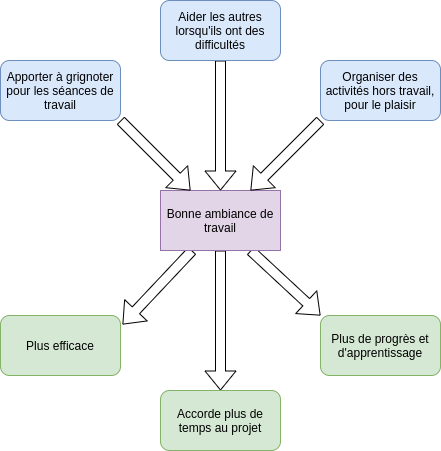 Aider les autres
lorsqu'ils ont des
difficultés
Apporter à grignoter
pour les séances de
travail
Organiser des
activités hors travail,
pour le plaisir
Bonne ambiance de
travail
Plus efficace
Plus de progrès et
d'apprentissage
Accorde plus de
temps au projet